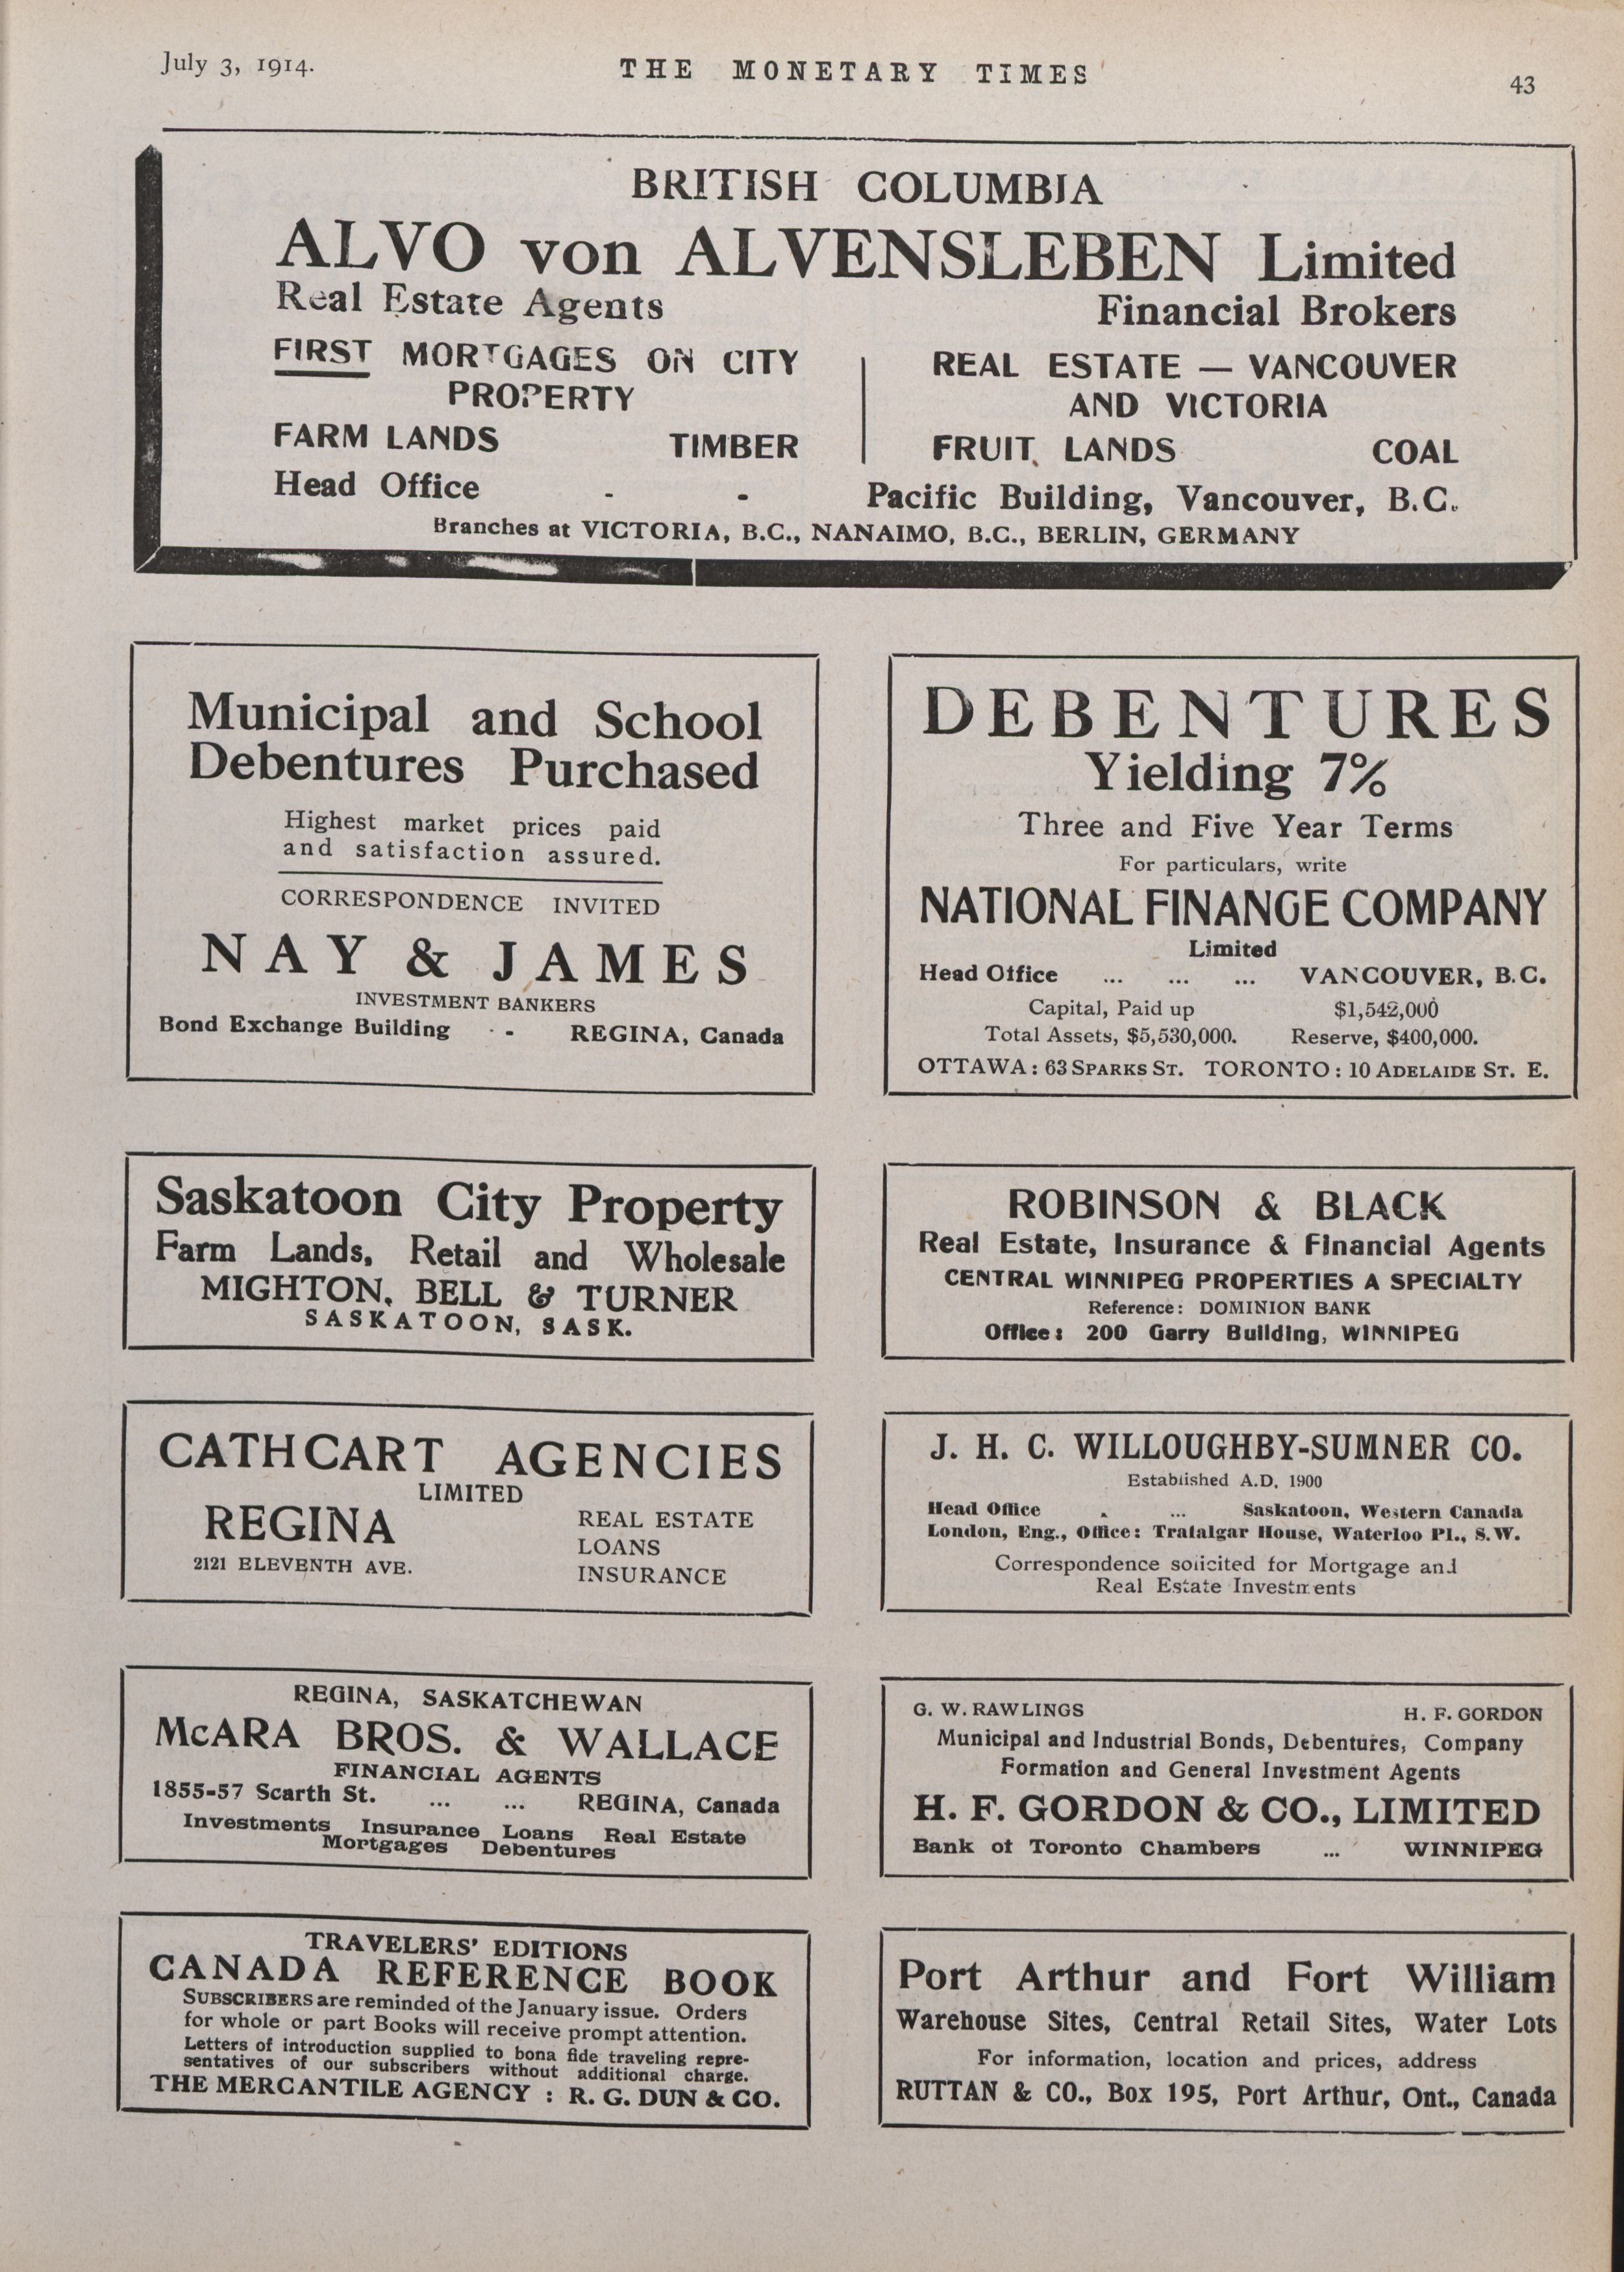 July 3, 1914.
THE MONETARY TIMES
43
BRITISH COLUMBIA
ALVO von ALVENSLEBEN Limited
Real Estate Agents
Financial Brokers
FIRST MORTGAGES ON CITY
PROPERTY
FARM LANDS TIMBER
REAL ESTATE — VANCOUVER
AND VICTORIA
FRUIT LANDS COAL
Head Office - - Pacific Building, Vancouver, B.C.
Branches at VICTORIA, B.C., NANAIMO, B.C., BERLIN, GERMANY
Municipal and School
Debentures Purchased
Highest market prices paid
and satisfaction assured.
CORRESPONDENCE INVITED
NAY & JAMES
INVESTMENT BANKERS
Bond Exchange Building - - REGINA, Canada
DEBENTURES
Yielding 7%
Three and Five Year Terms
For particulars, write
NATIONAL FINANCE COMPANY
Limited
Head Office ... ... ... VANCOUVER, B.C.
Capital, Paid up $1,542,000
Total Assets, $5,530,000. Reserve, $400,000.
OTTAWA: 63 SPARKS ST. TORONTO: 10 ADELAIDE ST. E.
Saskatoon City Property
Farm Lands, Retail and Wholesale
MIGHTON, BELL & TURNER
SASKATOON, SASK.
ROBINSON & BLACK
Real Estate, Insurance & Financial Agents
CENTRAL WINNIPEG PROPERTIES A SPECIALTY
Reference: DOMINION BANK
Office: 200 Garry Building, WINNIPEG
CATHCART AGENCIES
LIMITED
REGINA
2121 ELEVENTH AVE.
REAL ESTATE
LOANS
INSURANCE
J. H. C. WILLOUGHBY-SUMNER CO.
Established A.D. 1900
Head Office . ... Saskatoon, Western Canada
London, Eng., Office: Trafalgar House, Waterloo Pl., S.W.
Correspondence solicited for Mortgage and
Real Estate Investments
REGINA, SASKATCHEWAN
McARA BROS. & WALLACE
FINANCIAL AGENTS
1855-57 Scarth St. ... ... REGINA, Canada
Investments Insurance Loans Real Estate
Mortgages Debentures
G. W. RAWLINGS H. F. GORDON
Municipal and Industrial Bonds, Debentures, Company
Formation and General Investment Agents
H. F. GORDON & CO., LIMITED
Bank of Toronto Chambers ... WINNIPEG
TRAVELERS' EDITIONS
CANADA REFERENCE BOOK
SUBSCRIBERS are reminded of the January issue. Orders
for whole or part Books will receive prompt attention.
Letters of introduction supplied to bona fide traveling repre-
sentatives of our subscribers without additional charge.
THE MERCANTILE AGENCY : R. G. DUN & CO.
Port Arthur and Fort William
Warehouse Sites, Central Retail Sites, Water Lots
For information, location and prices, address
RUTTAN & CO., Box 195, Port Arthur, Ont., Canada